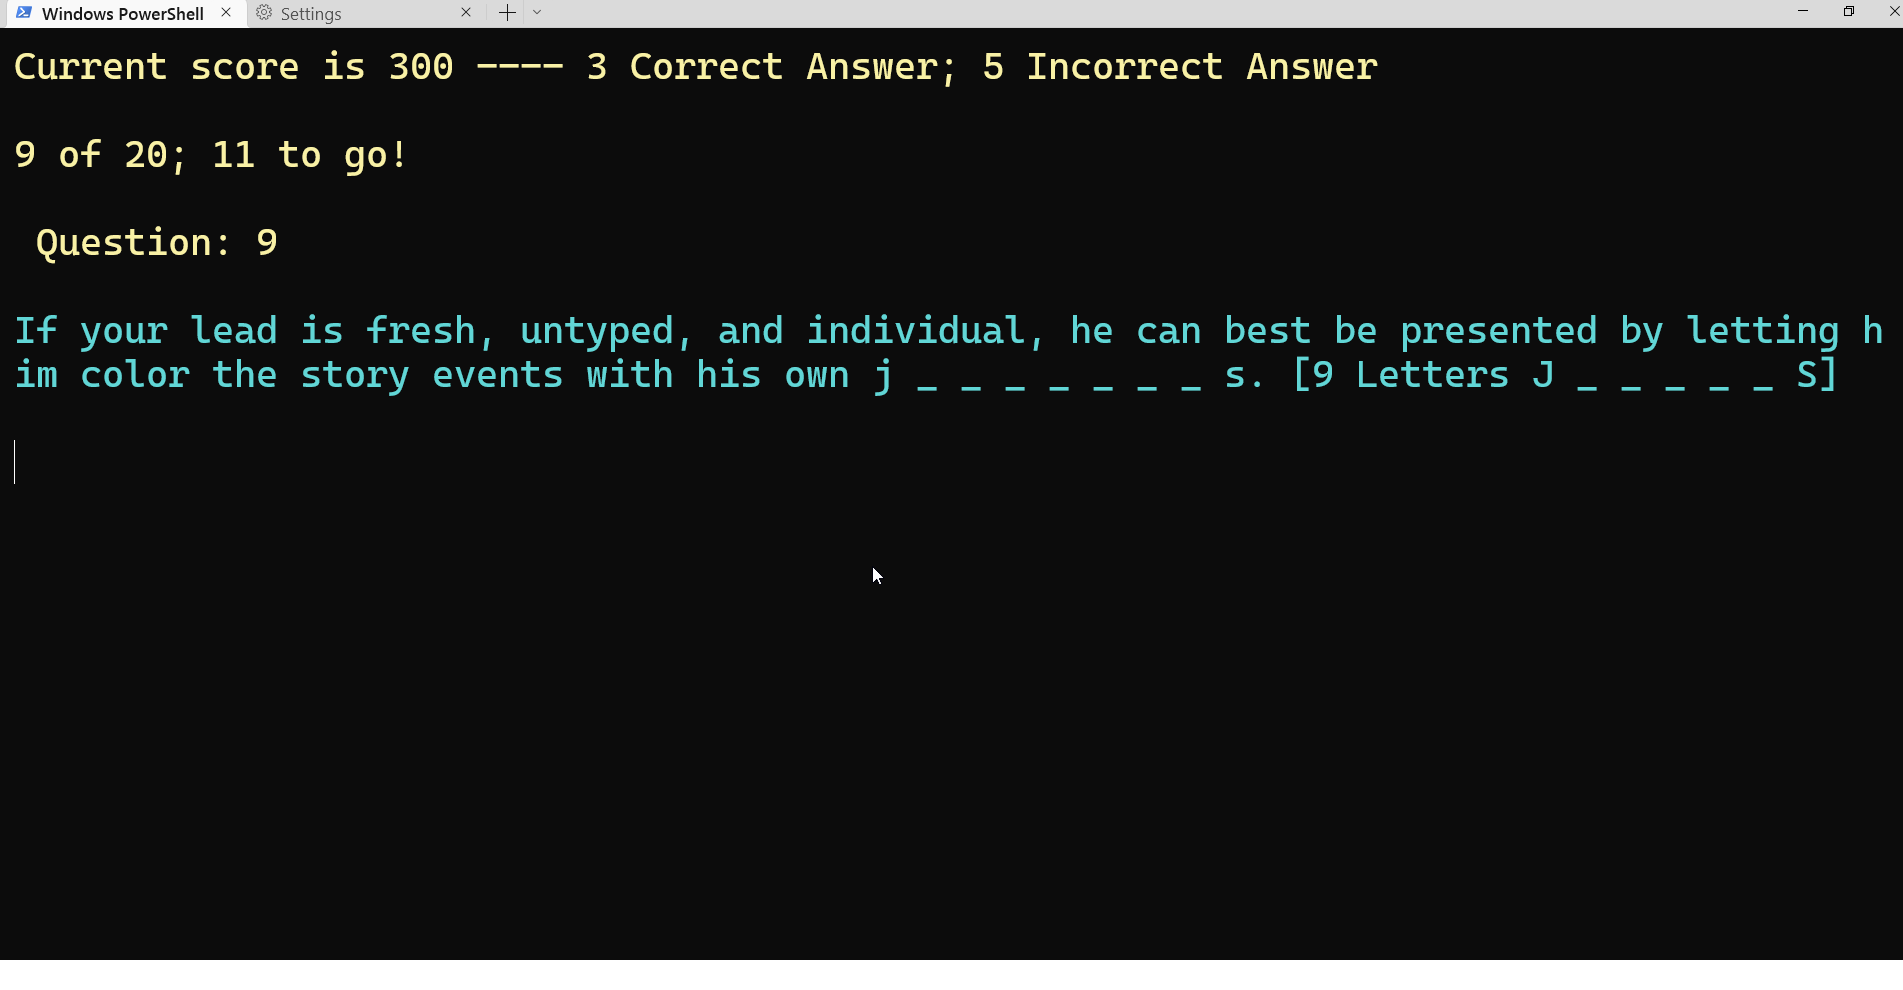 Windows PowerShell
Settings
Current score is 300 ---- 3 Correct Answer; 5 Incorrect Answer
9 of 20; 11 to go!
Question: 9
If your lead is fresh, untyped, and individual, he can best be presented by letting h
im color the story events with his own j _ _ _ _ _ _ _ s. [9 Letters J _ _ _ _ _ S]